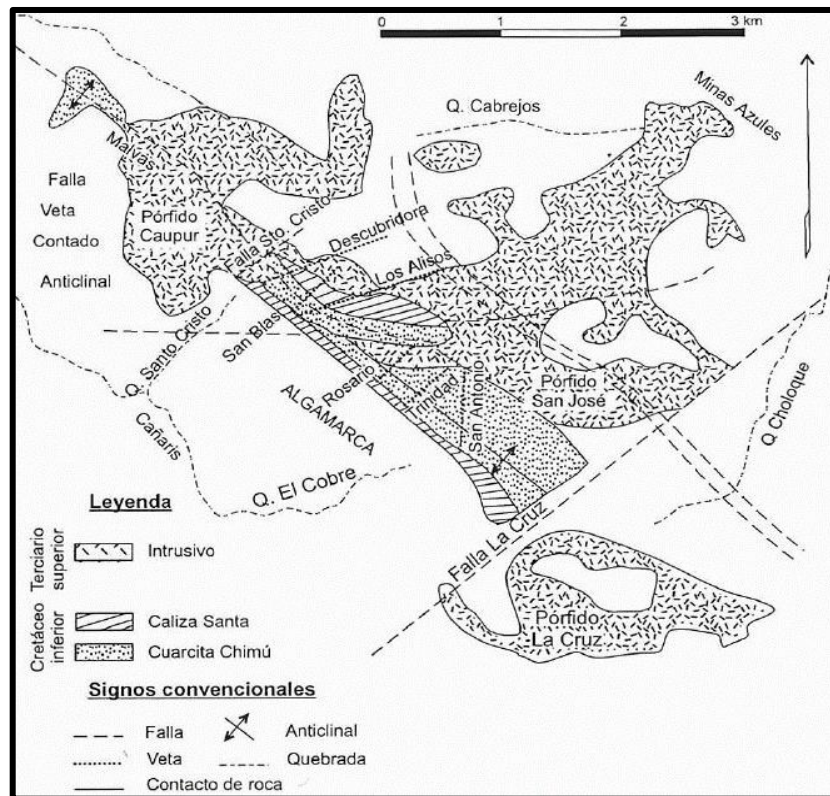 0 1 2 3 km
Minas Azules
Q. Cabrejos
Malvas
Falla
Veta
Contado
Anticlinal
Pórfido
Caupur
Falla Sto. Cristo
Descubridora
Los Alisos
Q. Santo Cristo
San Blas
Rosario
Trinidad
San Antonio
Pórfido
San José
Q Choloque
Cañaris
ALGAMARCA
Q. El Cobre
Falla La Cruz
Pórfido
La Cruz
Leyenda
Terciario
superior
Intrusivo
Cretáceo
inferior
Caliza Santa
Cuarcita Chimú
Signos convencionales
Falla
Anticlinal
Veta
Quebrada
Contacto de roca